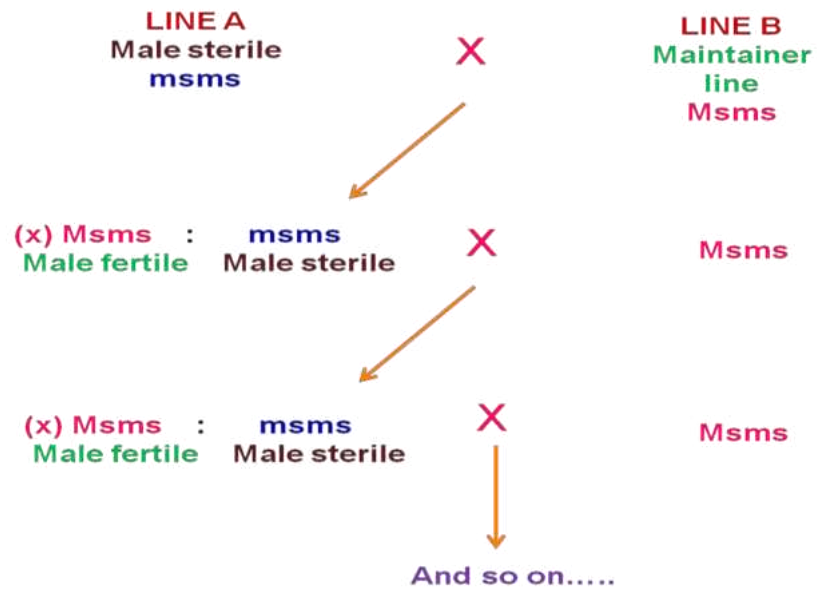 LINE A
Male sterile
msms
X
LINE B
Maintainer
line
Msms
(x) Msms : msms
Male fertile Male sterile
X
Msms
(x) Msms : msms
Male fertile Male sterile
X
Msms
And so on.....